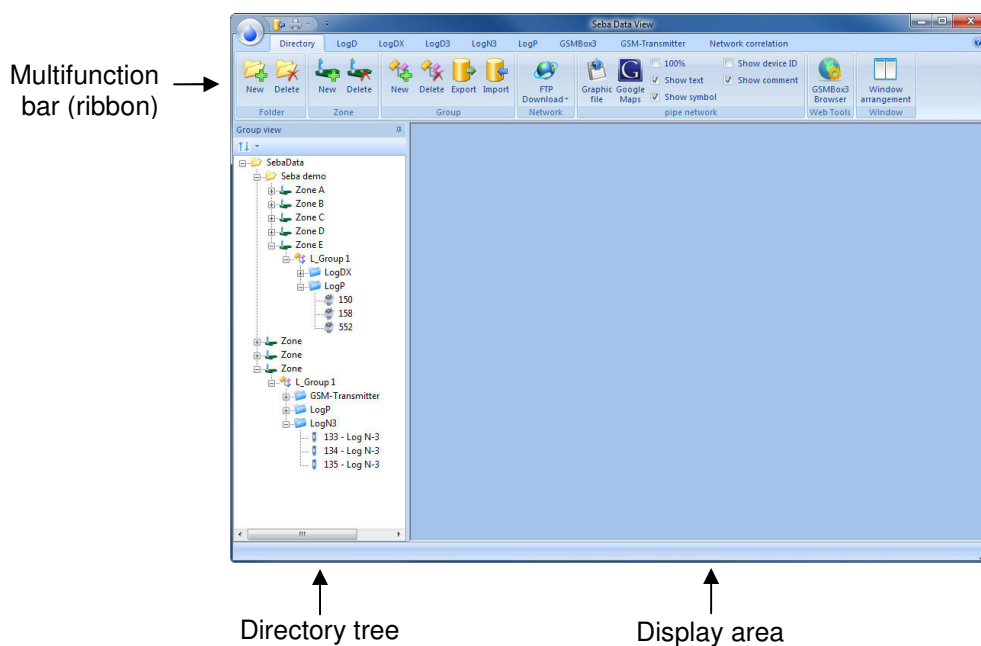 Seba Data View
Directory LogD LogDX LogD3 LogN3 LogP GSMBox3 GSM-Transmitter Network correlation
Multifunction
bar (ribbon)
100% Show device ID
Show text Show comment
Show symbol
New Delete New Delete New Delete Export Import FTP Download Graphic file Google Maps GSMBox3 Browser Window arrangement
Folder Zone Group Network pipe network Web Tools Window
Group view
SebaData
Seba demo
Zone A
Zone B
Zone C
Zone D
Zone E
L_Group 1
LogDX
LogP
150
158
552
Zone
Zone
Zone
L_Group 1
GSM-Transmitter
LogP
LogN3
133 - Log N-3
134 - Log N-3
135 - Log N-3
Directory tree
Display area